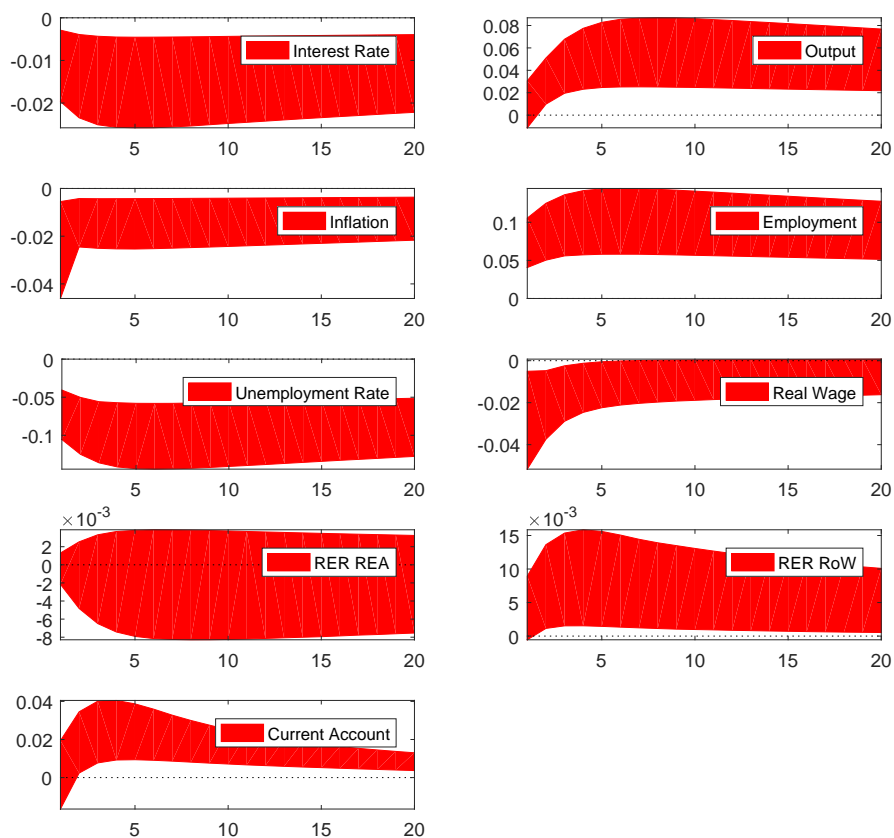 0
-0.01
-0.02
Interest Rate
5 10 15 20
0.08
0.06
0.04
0.02
0
Output
5 10 15 20
0
-0.02
-0.04
Inflation
5 10 15 20
0.1
0.05
0
Employment
5 10 15 20
0
-0.05
-0.1
Unemployment Rate
5 10 15 20
0
-0.02
-0.04
Real Wage
5 10 15 20
×10⁻³
2
0
-2
-4
-6
-8
RER REA
5 10 15 20
×10⁻³
15
10
5
0
RER RoW
5 10 15 20
0.04
0.02
0
Current Account
5 10 15 20